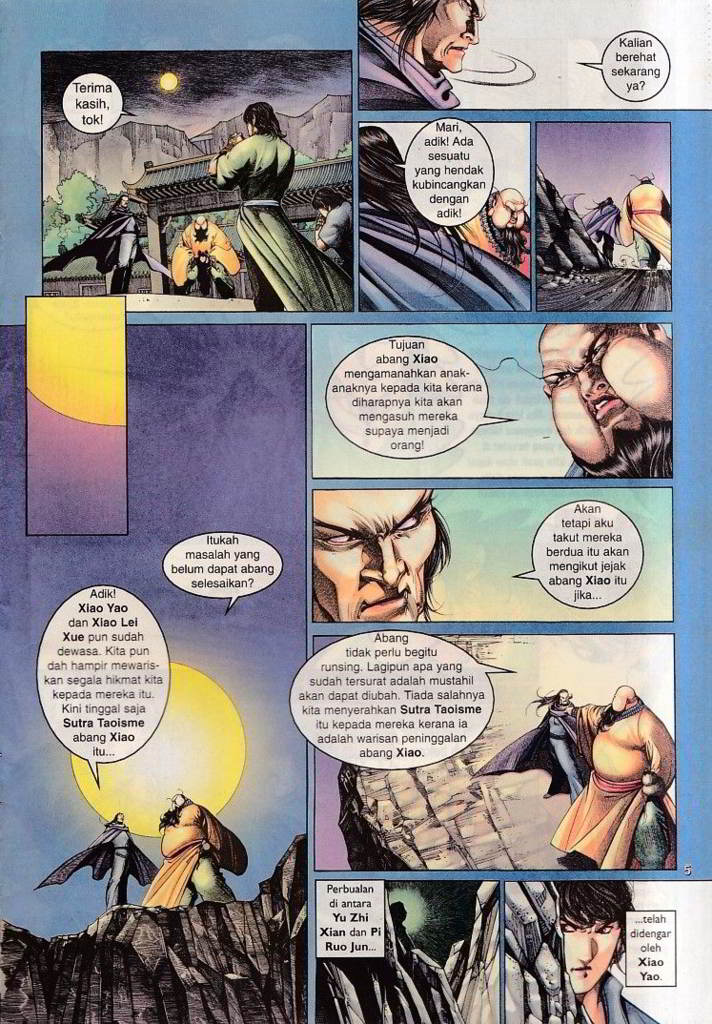 Kalian
berehat
sekarang
ya?
Terima
kasih,
tok!
Mari,
adik! Ada
sesuatu
yang hendak
kubincangkan
dengan
adik!
Tujuan
abang Xiao
mengamanahkan anak-
anaknya kepada kita kerana
diharapnya kita akan
mengasuh mereka
supaya menjadi
orang!
Akan
tetapi aku
takut mereka
berdua itu akan
mengikut jejak
abang Xiao itu
jika...
Itukah
masalah yang
belum dapat abang
selesaikan?
Adik!
Xiao Yao
dan Xiao Lei
Xue pun sudah
dewasa. Kita pun
dah hampir mewaris-
kan segala hikmat kita
kepada mereka itu.
Kini tinggal saja
Sutra Taoisme
abang Xiao
itu...
Abang
tidak perlu begitu
runsing. Lagipun apa yang
sudah tersurat adalah mustahil
akan dapat diubah. Tiada salahnya
kita menyerahkan Sutra Taoisme
itu kepada mereka kerana ia
adalah warisan peninggalan
abang Xiao.
5
Perbualan
di antara
Yu Zhi
Xian dan Pi
Ruo Jun...
...telah
didengar
oleh
Xiao
Yao.